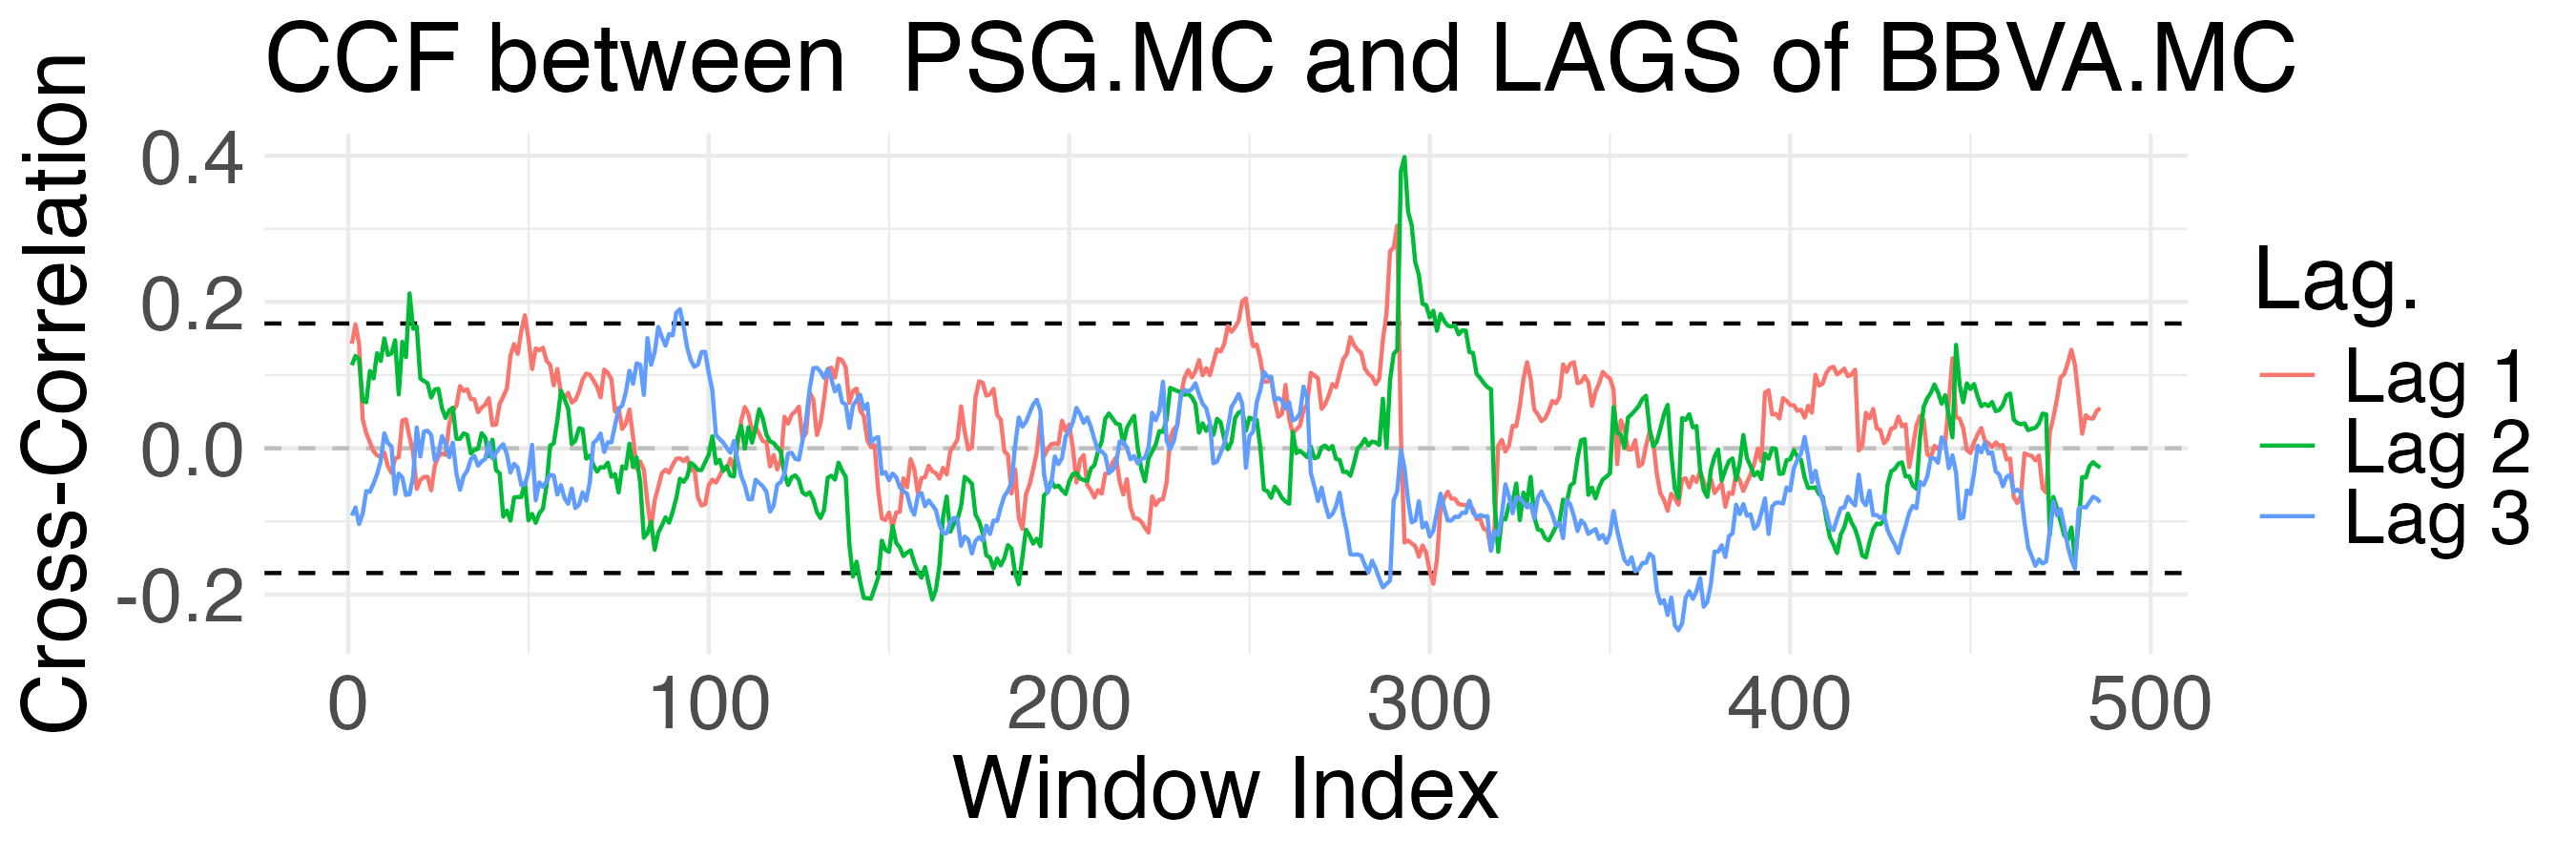 CCF between  PSG.MC and LAGS of BBVA.MC
Cross-Correlation
0.4
0.2
0.0
-0.2
0
100
200
300
400
500
Window Index
Lag.
Lag 1
Lag 2
Lag 3